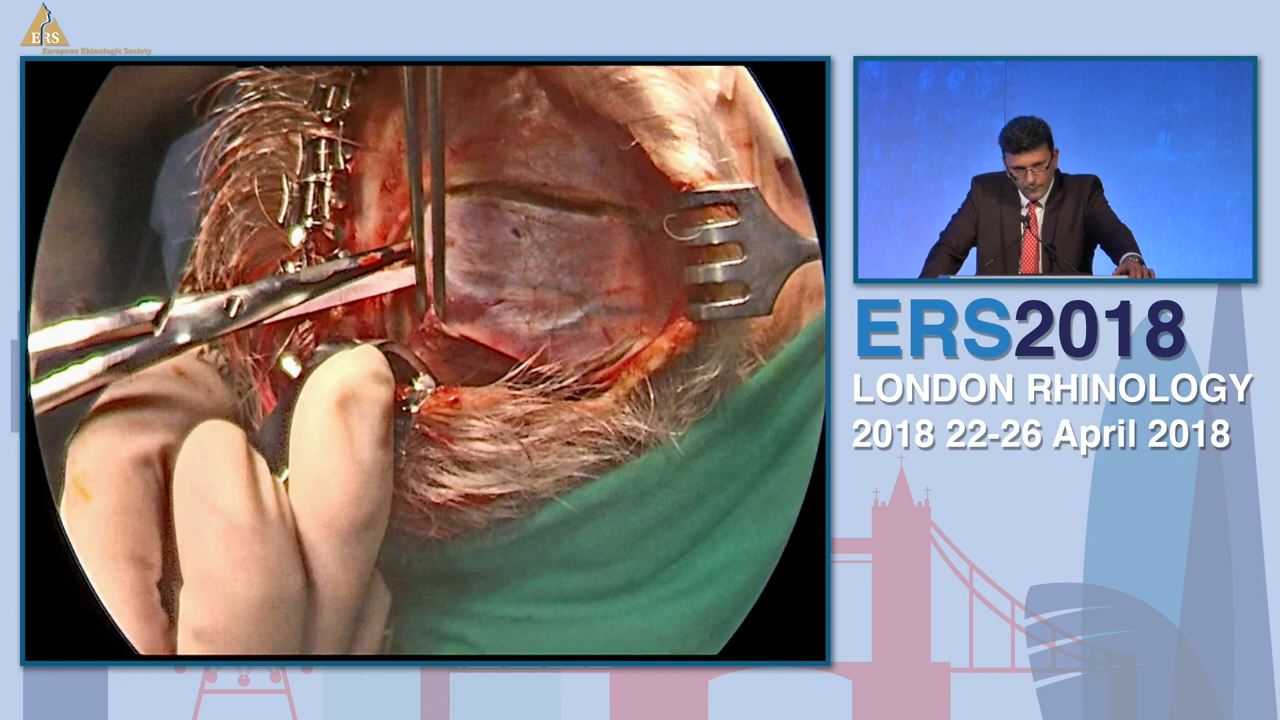 ERS
European Rhinologic Society
ERS2018
LONDON RHINOLOGY
2018 22-26 April 2018